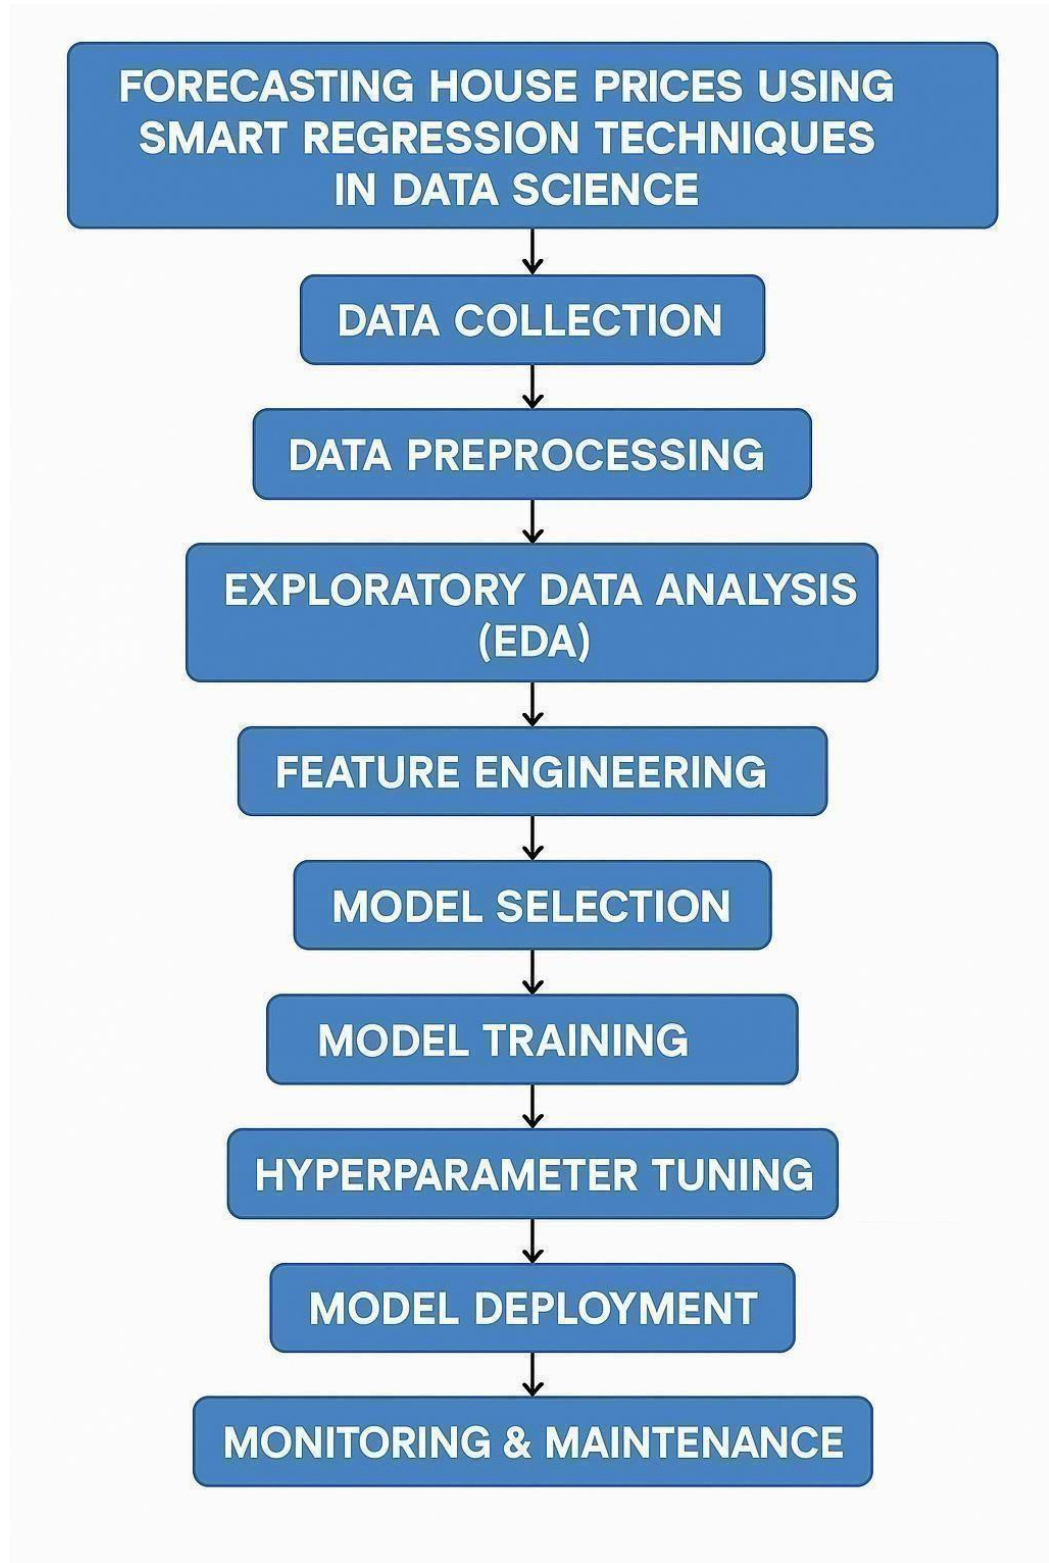 FORECASTING HOUSE PRICES USING
SMART REGRESSION TECHNIQUES
IN DATA SCIENCE
DATA COLLECTION
DATA PREPROCESSING
EXPLORATORY DATA ANALYSIS
(EDA)
FEATURE ENGINEERING
MODEL SELECTION
MODEL TRAINING
HYPERPARAMETER TUNING
MODEL DEPLOYMENT
MONITORING & MAINTENANCE